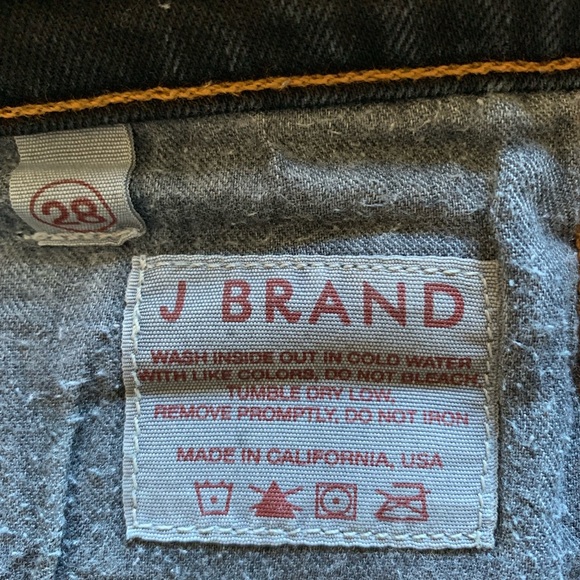 28
J BRAND
WASH INSIDE OUT IN COLD WATER
WITH LIKE COLORS, DO NOT BLEACH,
TUMBLE DRY LOW.
REMOVE PROMPTLY, DO NOT IRON
MADE IN CALIFORNIA, USA